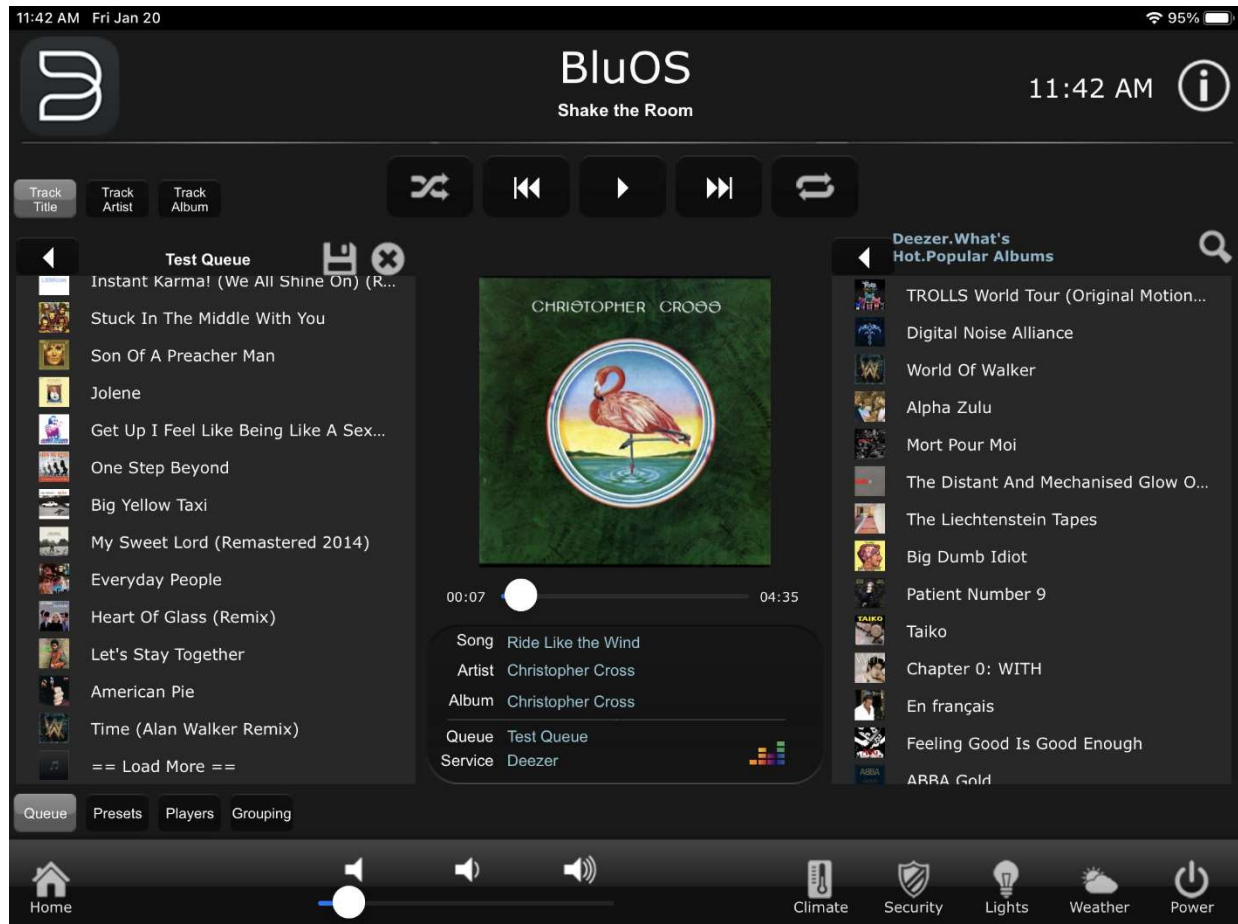 11:42 AM Fri Jan 20
95%
BluOS
Shake the Room
11:42 AM
Track Title
Track Artist
Track Album
Test Queue
Instant Karma! (We All Shine On) (R...
Stuck In The Middle With You
Son Of A Preacher Man
Jolene
Get Up I Feel Like Being Like A Sex...
One Step Beyond
Big Yellow Taxi
My Sweet Lord (Remastered 2014)
Everyday People
Heart Of Glass (Remix)
Let's Stay Together
American Pie
Time (Alan Walker Remix)
== Load More ==
CHRISTOPHER CROSS
00:07
04:35
Song Ride Like the Wind
Artist Christopher Cross
Album Christopher Cross
Queue Test Queue
Service Deezer
Deezer.What's
Hot.Popular Albums
TROLLS World Tour (Original Motion...
Digital Noise Alliance
World Of Walker
Alpha Zulu
Mort Pour Moi
The Distant And Mechanised Glow O...
The Liechtenstein Tapes
Big Dumb Idiot
Patient Number 9
TAIKO
Taiko
Chapter 0: WITH
En français
Feeling Good Is Good Enough
ABBA
ABBA Gold
Queue
Presets
Players
Grouping
Home
Climate
Security
Lights
Weather
Power